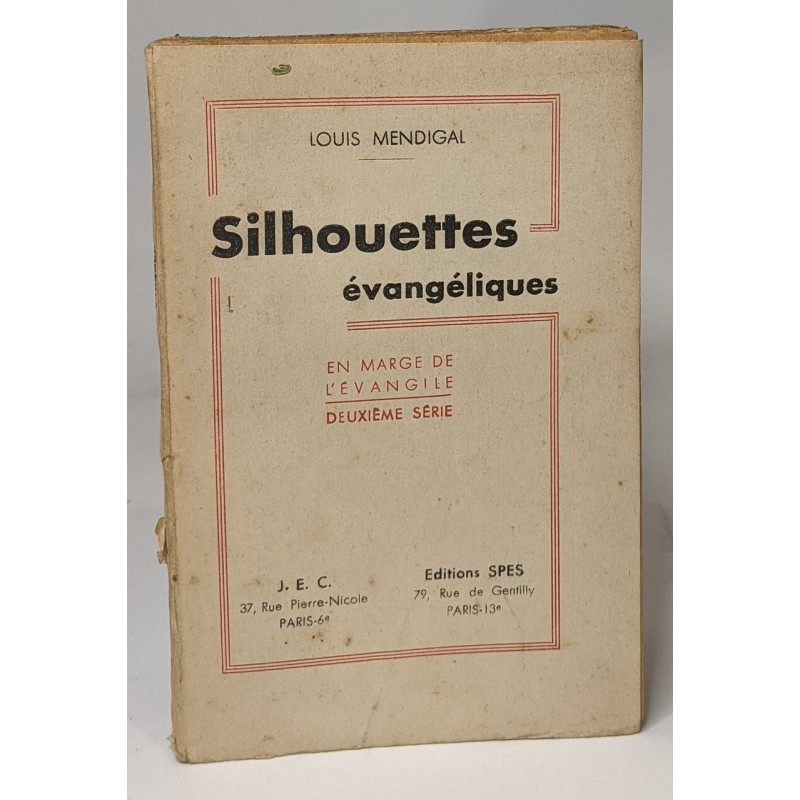 LOUIS MENDIGAL
Silhouettes
évangéliques
EN MARGE DE
L'ÉVANGILE
DEUXIÈME SÉRIE
J. E. C.
37, Rue Pierre-Nicole
PARIS-6e
Editions SPES
79, Rue de Gentilly
PARIS-13e